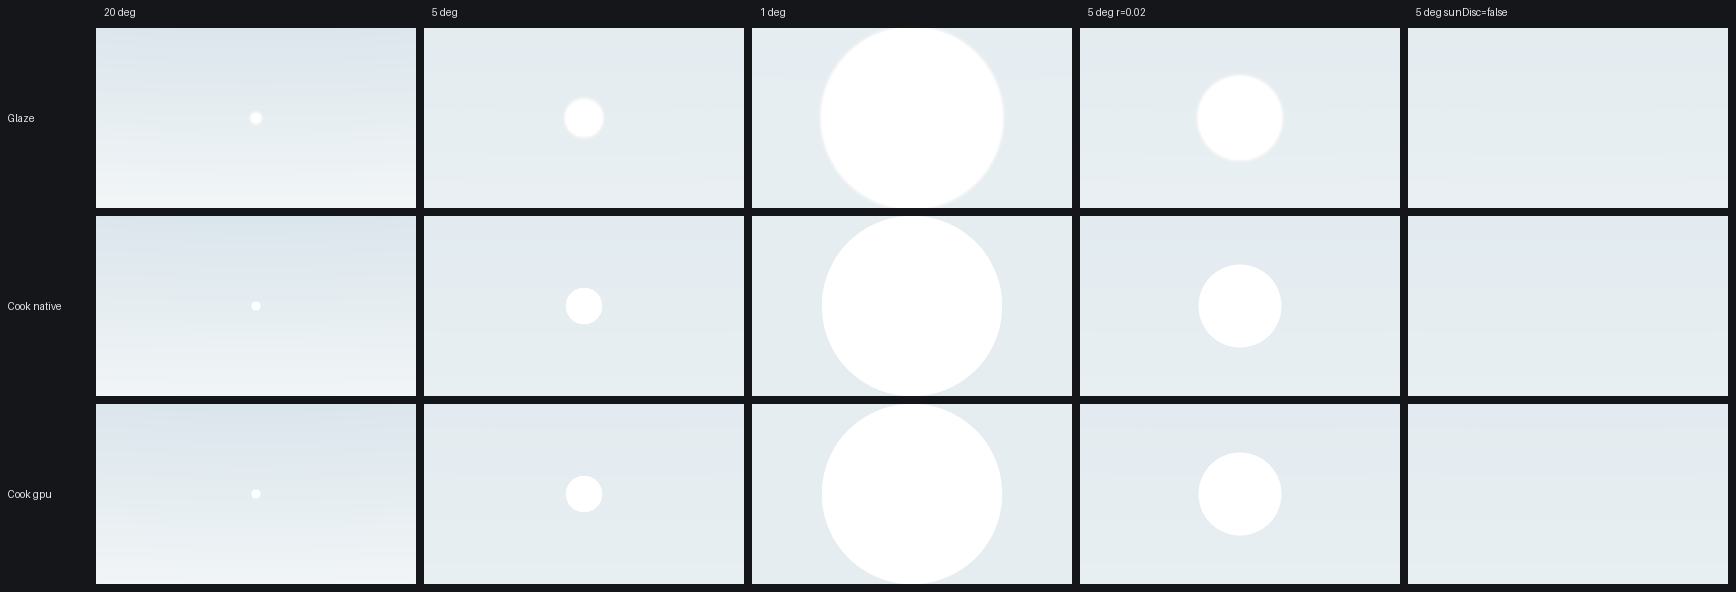 20 deg
5 deg
1 deg
5 deg r=0.02
5 deg sunDisc=false
Glaze
Cook native
Cook gpu